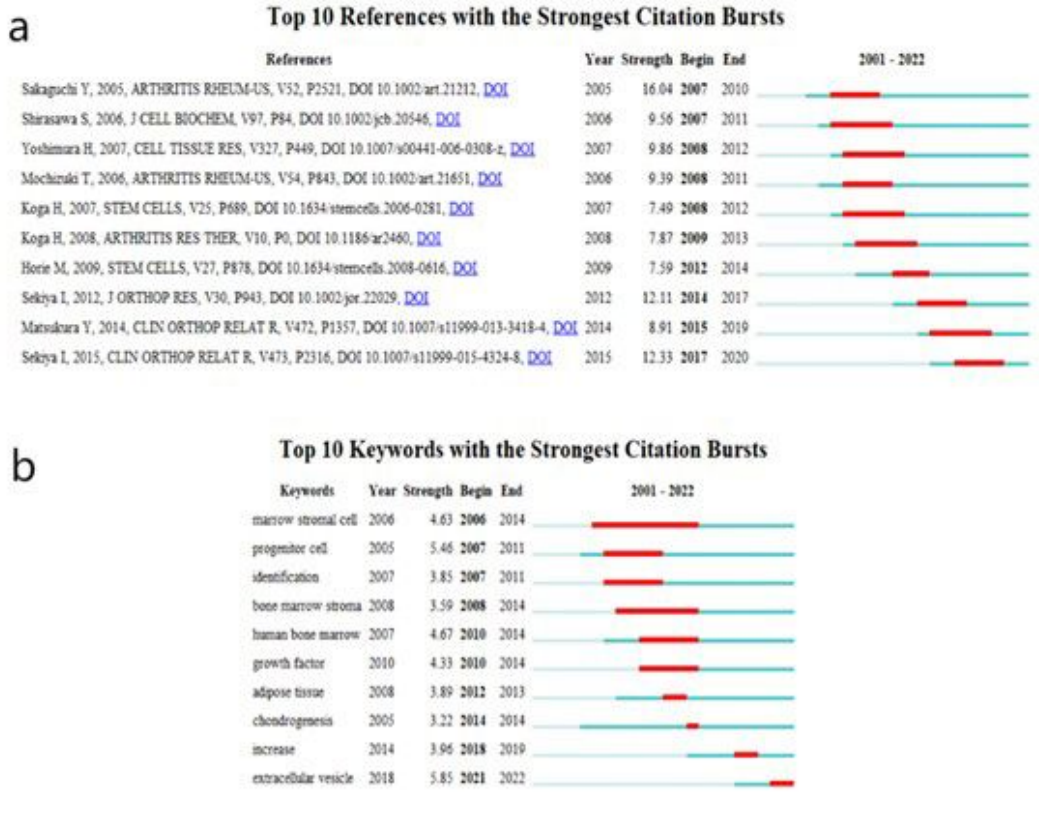 a
Top 10 References with the Strongest Citation Bursts
References Year Strength Begin End 2001 - 2022
Sakaguchi Y, 2005, ARTHRITIS RHEUM-US, V52, P2521, DOI 10.1002/art.21212, DOI 2005 16.04 2007 2010
Shirasawa S, 2006, J CELL BIOCHEM, V97, P84, DOI 10.1002/jcb.20546, DOI 2006 9.56 2007 2011
Yoshimura H, 2007, CELL TISSUE RES, V327, P449, DOI 10.1007/s00441-006-0308-z, DOI 2007 9.86 2008 2012
Mochizuki T, 2006, ARTHRITIS RHEUM-US, V54, P843, DOI 10.1002/art.21651, DOI 2006 9.39 2008 2011
Koga H, 2007, STEM CELLS, V25, P689, DOI 10.1634/stemcells.2006-0281, DOI 2007 7.49 2008 2012
Koga H, 2008, ARTHRITIS RES THER, V10, P0, DOI 10.1186/ar2460, DOI 2008 7.87 2009 2013
Horie M, 2009, STEM CELLS, V27, P878, DOI 10.1634/stemcells.2008-0616, DOI 2009 7.59 2012 2014
Sekiya I, 2012, J ORTHOP RES, V30, P943, DOI 10.1002/jor.22029, DOI 2012 12.11 2014 2017
Matsukura Y, 2014, CLIN ORTHOP RELAT R, V472, P1357, DOI 10.1007/s11999-013-3418-4, DOI 2014 8.91 2015 2019
Sekiya I, 2015, CLIN ORTHOP RELAT R, V473, P2316, DOI 10.1007/s11999-015-4324-8, DOI 2015 12.33 2017 2020
b
Top 10 Keywords with the Strongest Citation Bursts
Keywords Year Strength Begin End 2001 - 2022
marrow stromal cell 2006 4.63 2006 2014
progenitor cell 2005 5.46 2007 2011
identification 2007 3.85 2007 2011
bone marrow stroma 2008 3.59 2008 2014
human bone marrow 2007 4.67 2010 2014
growth factor 2010 4.33 2010 2014
adipose tissue 2008 3.89 2012 2013
chondrogenesis 2005 3.22 2014 2014
increase 2014 3.96 2018 2019
extracellular vesicle 2018 5.85 2021 2022